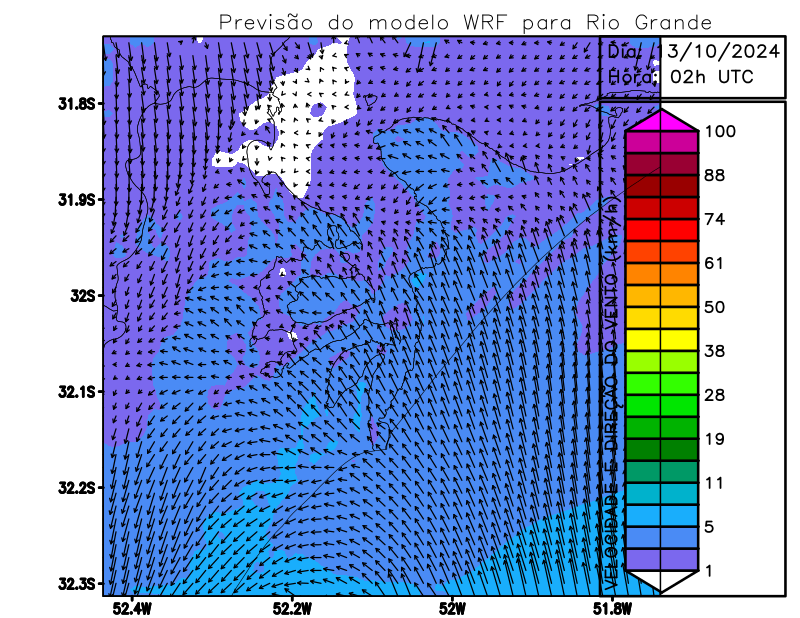 Previsão do modelo WRF para Rio Grande
Dia: 13/10/2024
Hora: 02h UTC
31.8S
31.9S
32S
32.1S
32.2S
32.3S
52.4W
52.2W
52W
51.8W
VELOCIDADE E DIREÇÃO DO VENTO (km/h)
100
88
74
61
50
38
28
19
11
5
1